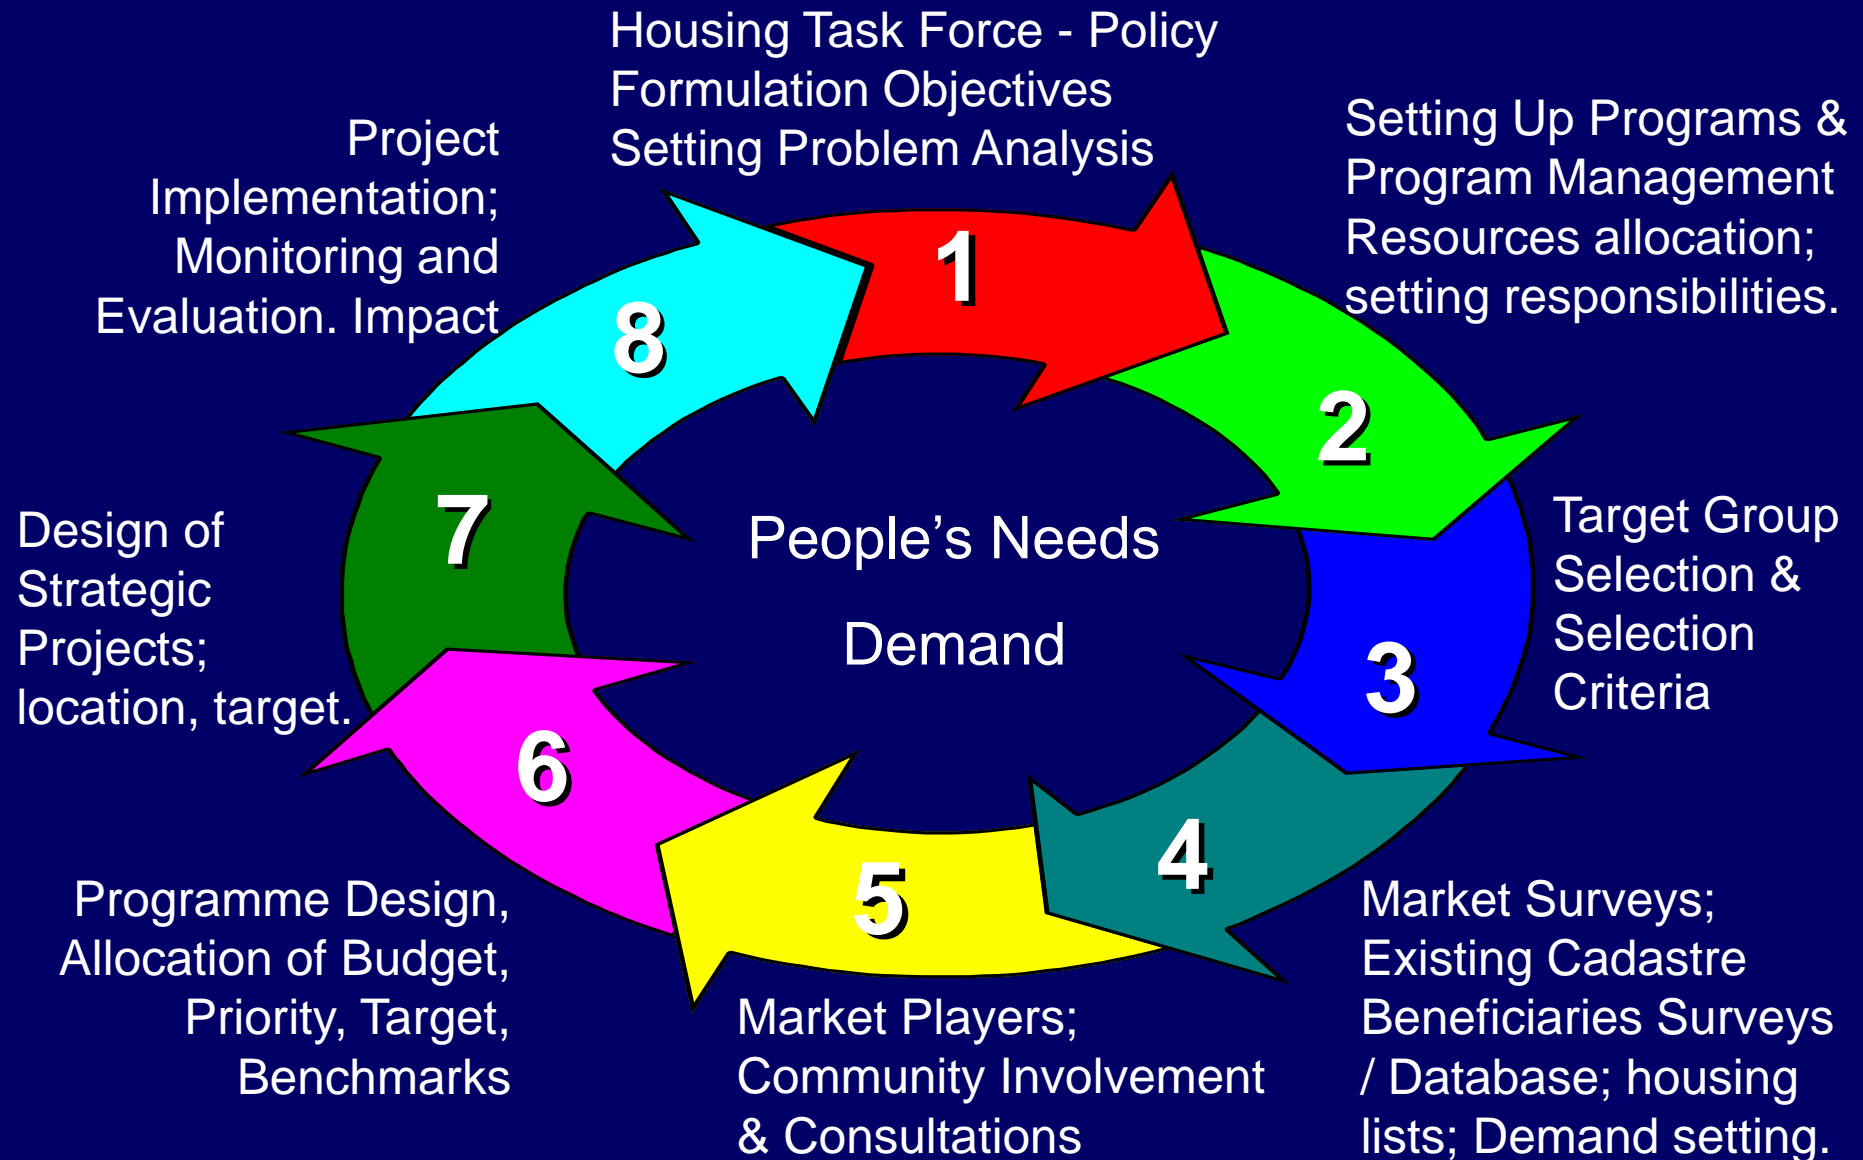 Housing Task Force - Policy
Formulation Objectives
Setting Problem Analysis
1
Setting Up Programs &
Program Management
Resources allocation;
setting responsibilities.
2
Target Group
Selection &
Selection
Criteria
3
Market Surveys;
Existing Cadastre
Beneficiaries Surveys
/ Database; housing
lists; Demand setting.
4
Market Players;
Community Involvement
& Consultations
5
Programme Design,
Allocation of Budget,
Priority, Target,
Benchmarks
6
Design of
Strategic
Projects;
location, target.
7
Project
Implementation;
Monitoring and
Evaluation. Impact
8
People’s Needs
Demand